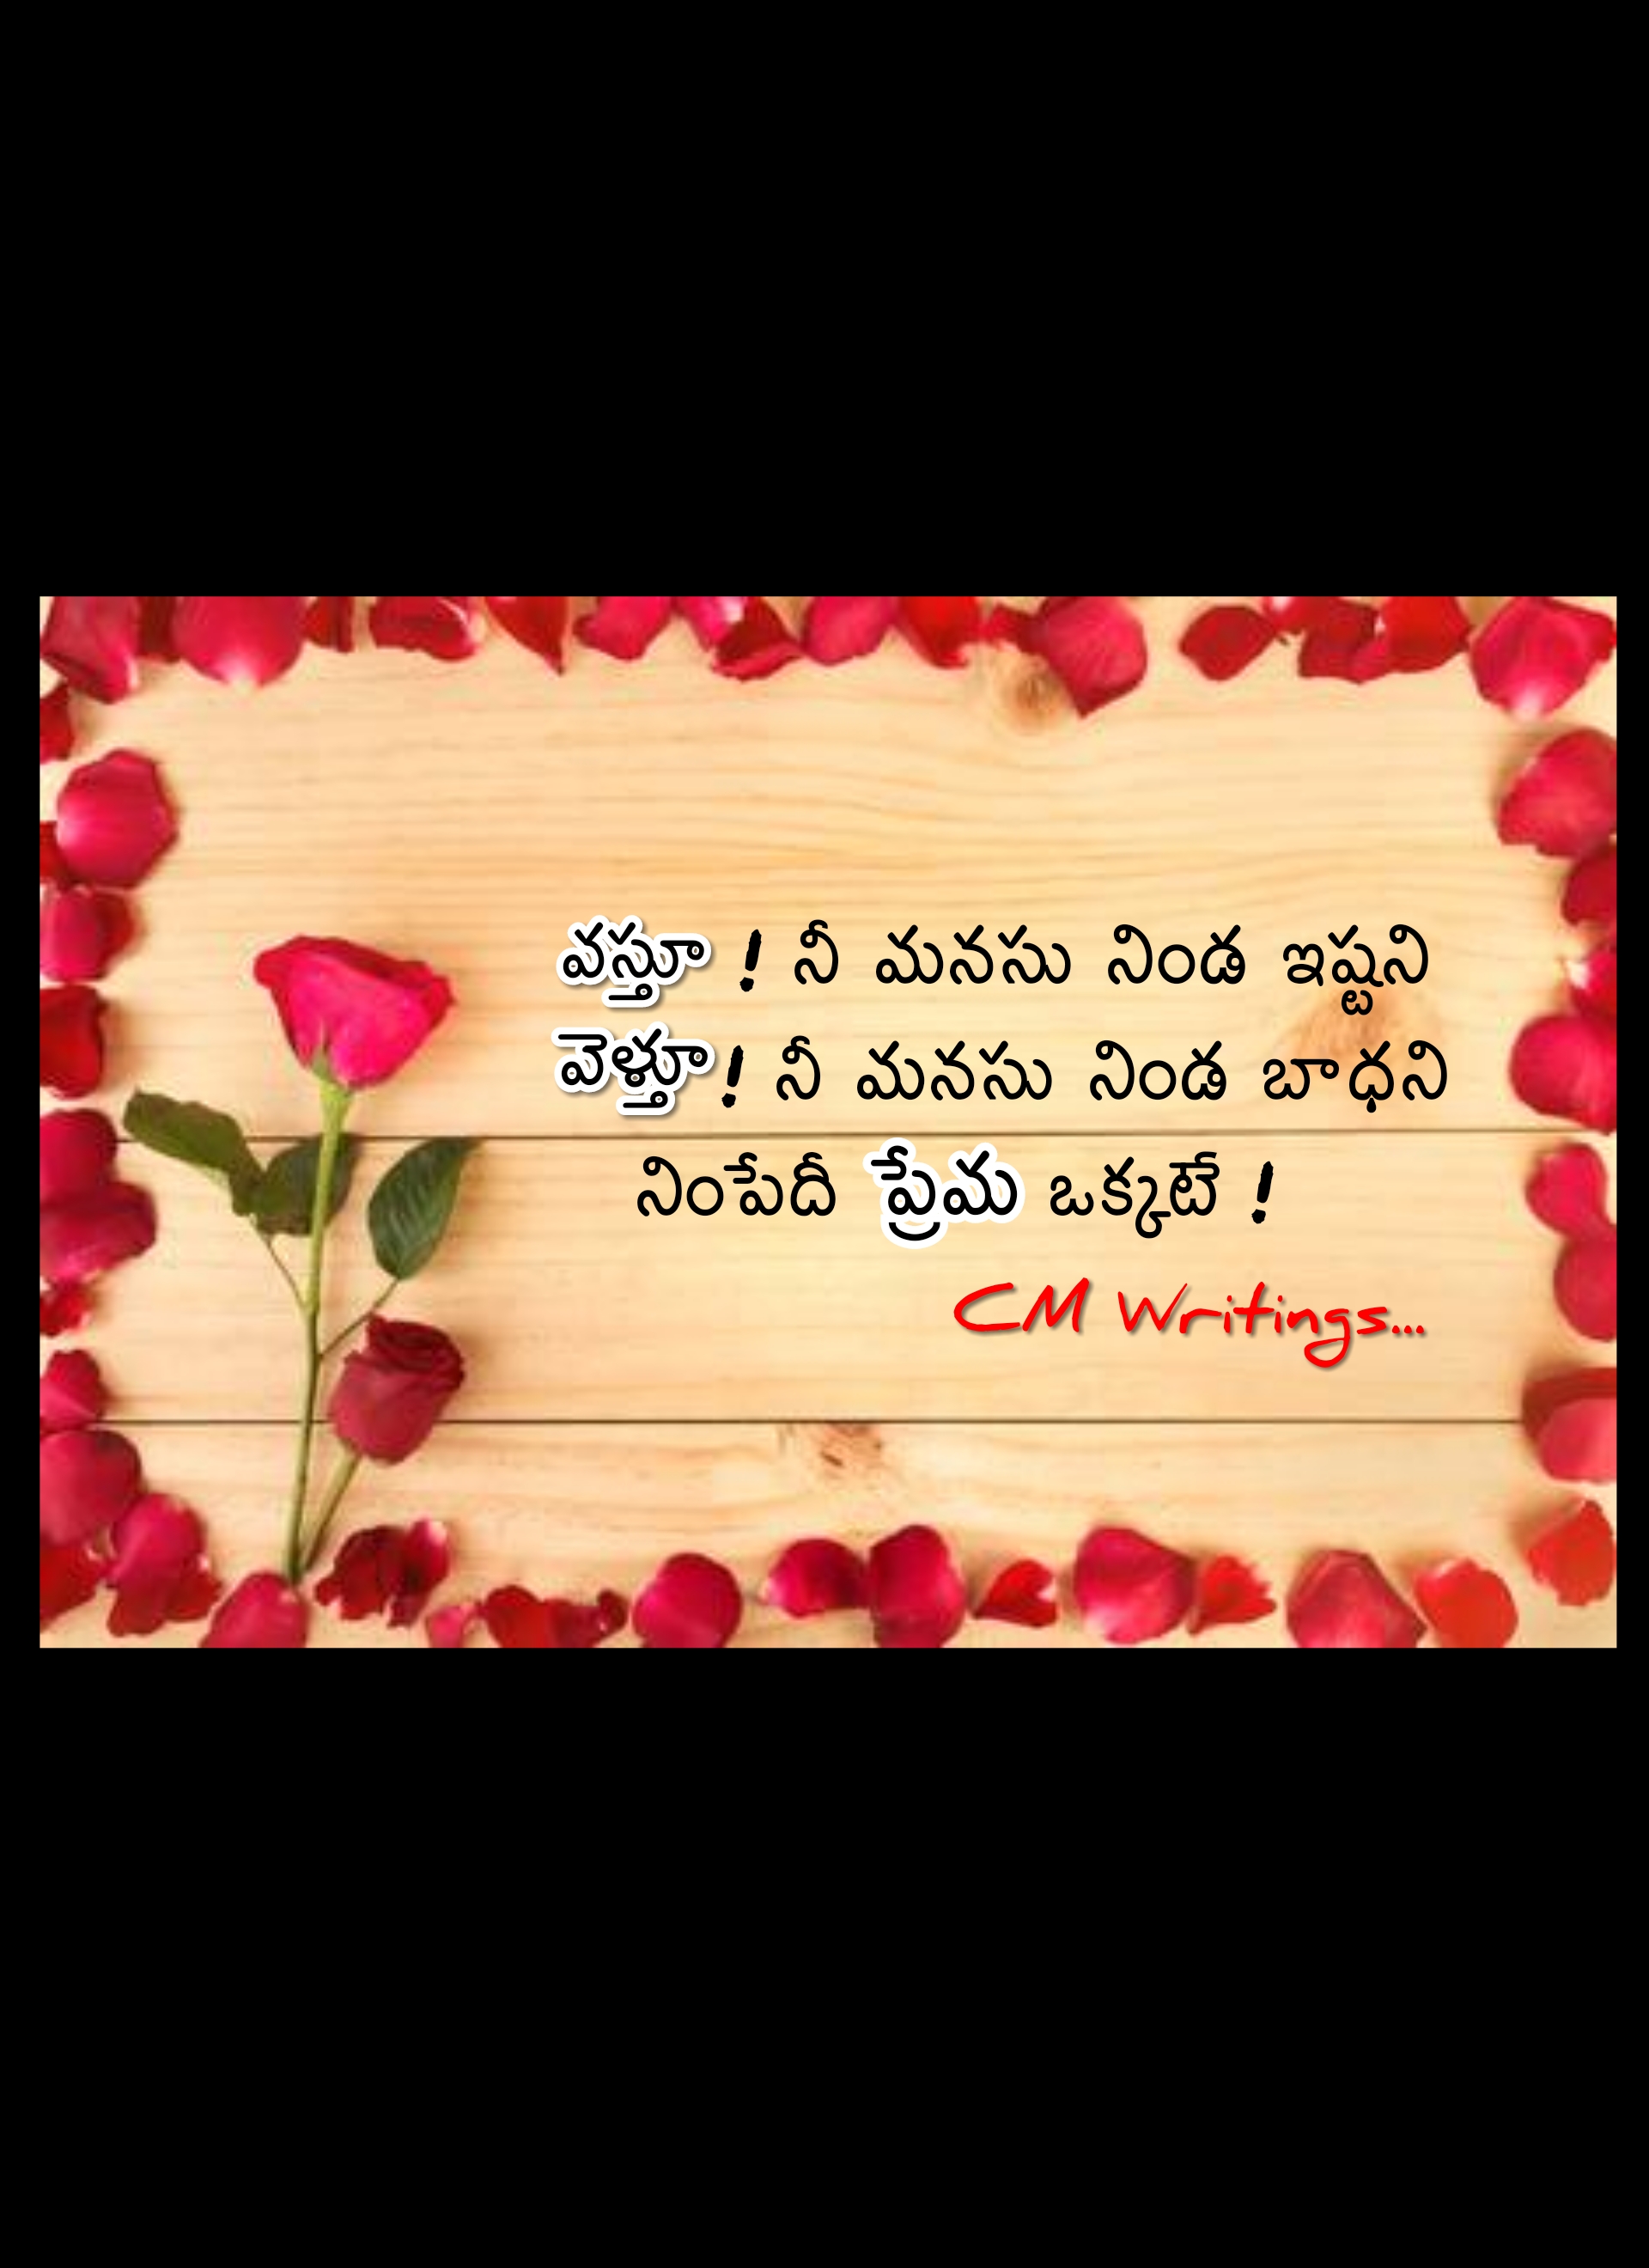 వస్తూ ! నీ మనసు నిండ ఇష్టని
వెళ్తూ ! నీ మనసు నిండ బాధని
నింపేదీ ప్రేమ ఒక్కటే !
CM Writings...